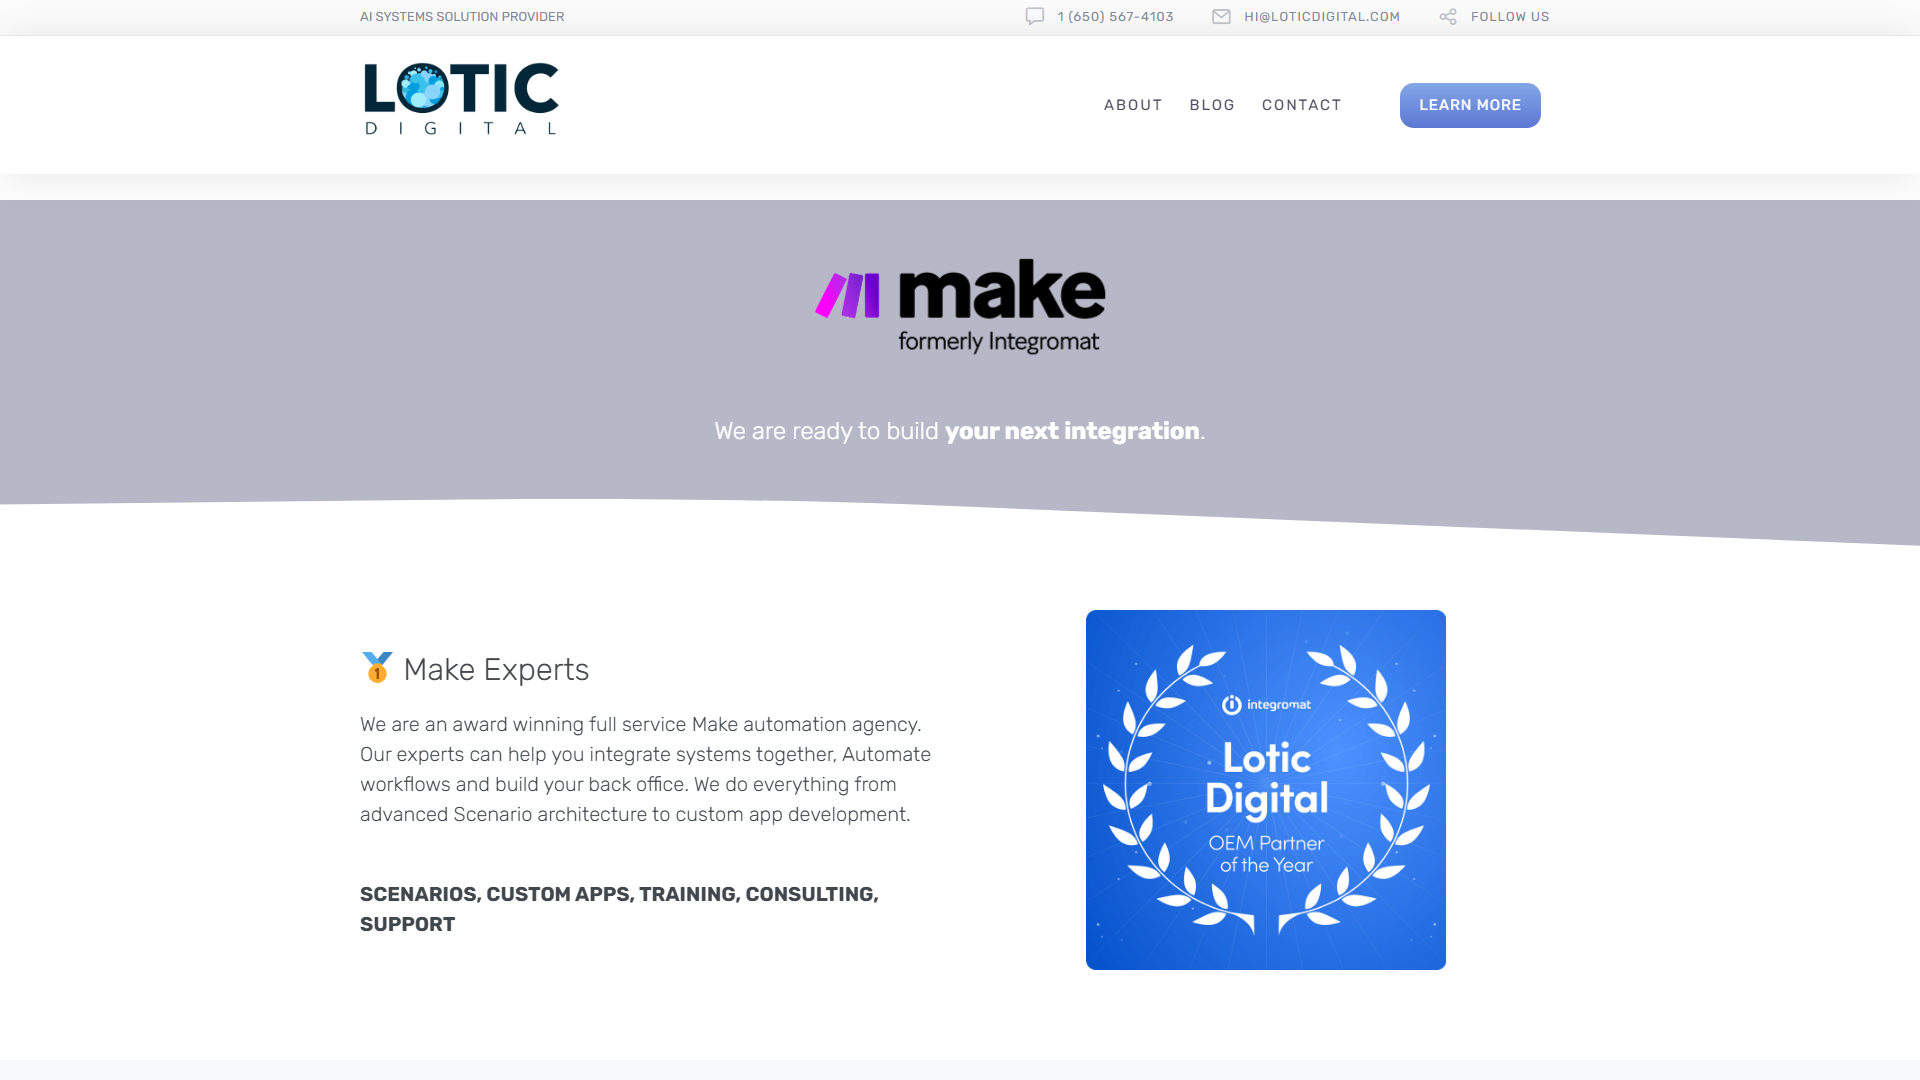 AI SYSTEMS SOLUTION PROVIDER
1 (650) 567-4103
HI@LOTICDIGITAL.COM
FOLLOW US
LOTIC
DIGITAL
ABOUT
BLOG
CONTACT
LEARN MORE
make
formerly Integromat
We are ready to build your next integration.
🥇 Make Experts
We are an award winning full service Make automation agency.
Our experts can help you integrate systems together, Automate
workflows and build your back office. We do everything from
advanced Scenario architecture to custom app development.
SCENARIOS, CUSTOM APPS, TRAINING, CONSULTING,
SUPPORT
integromat
Lotic
Digital
OEM Partner
of the Year